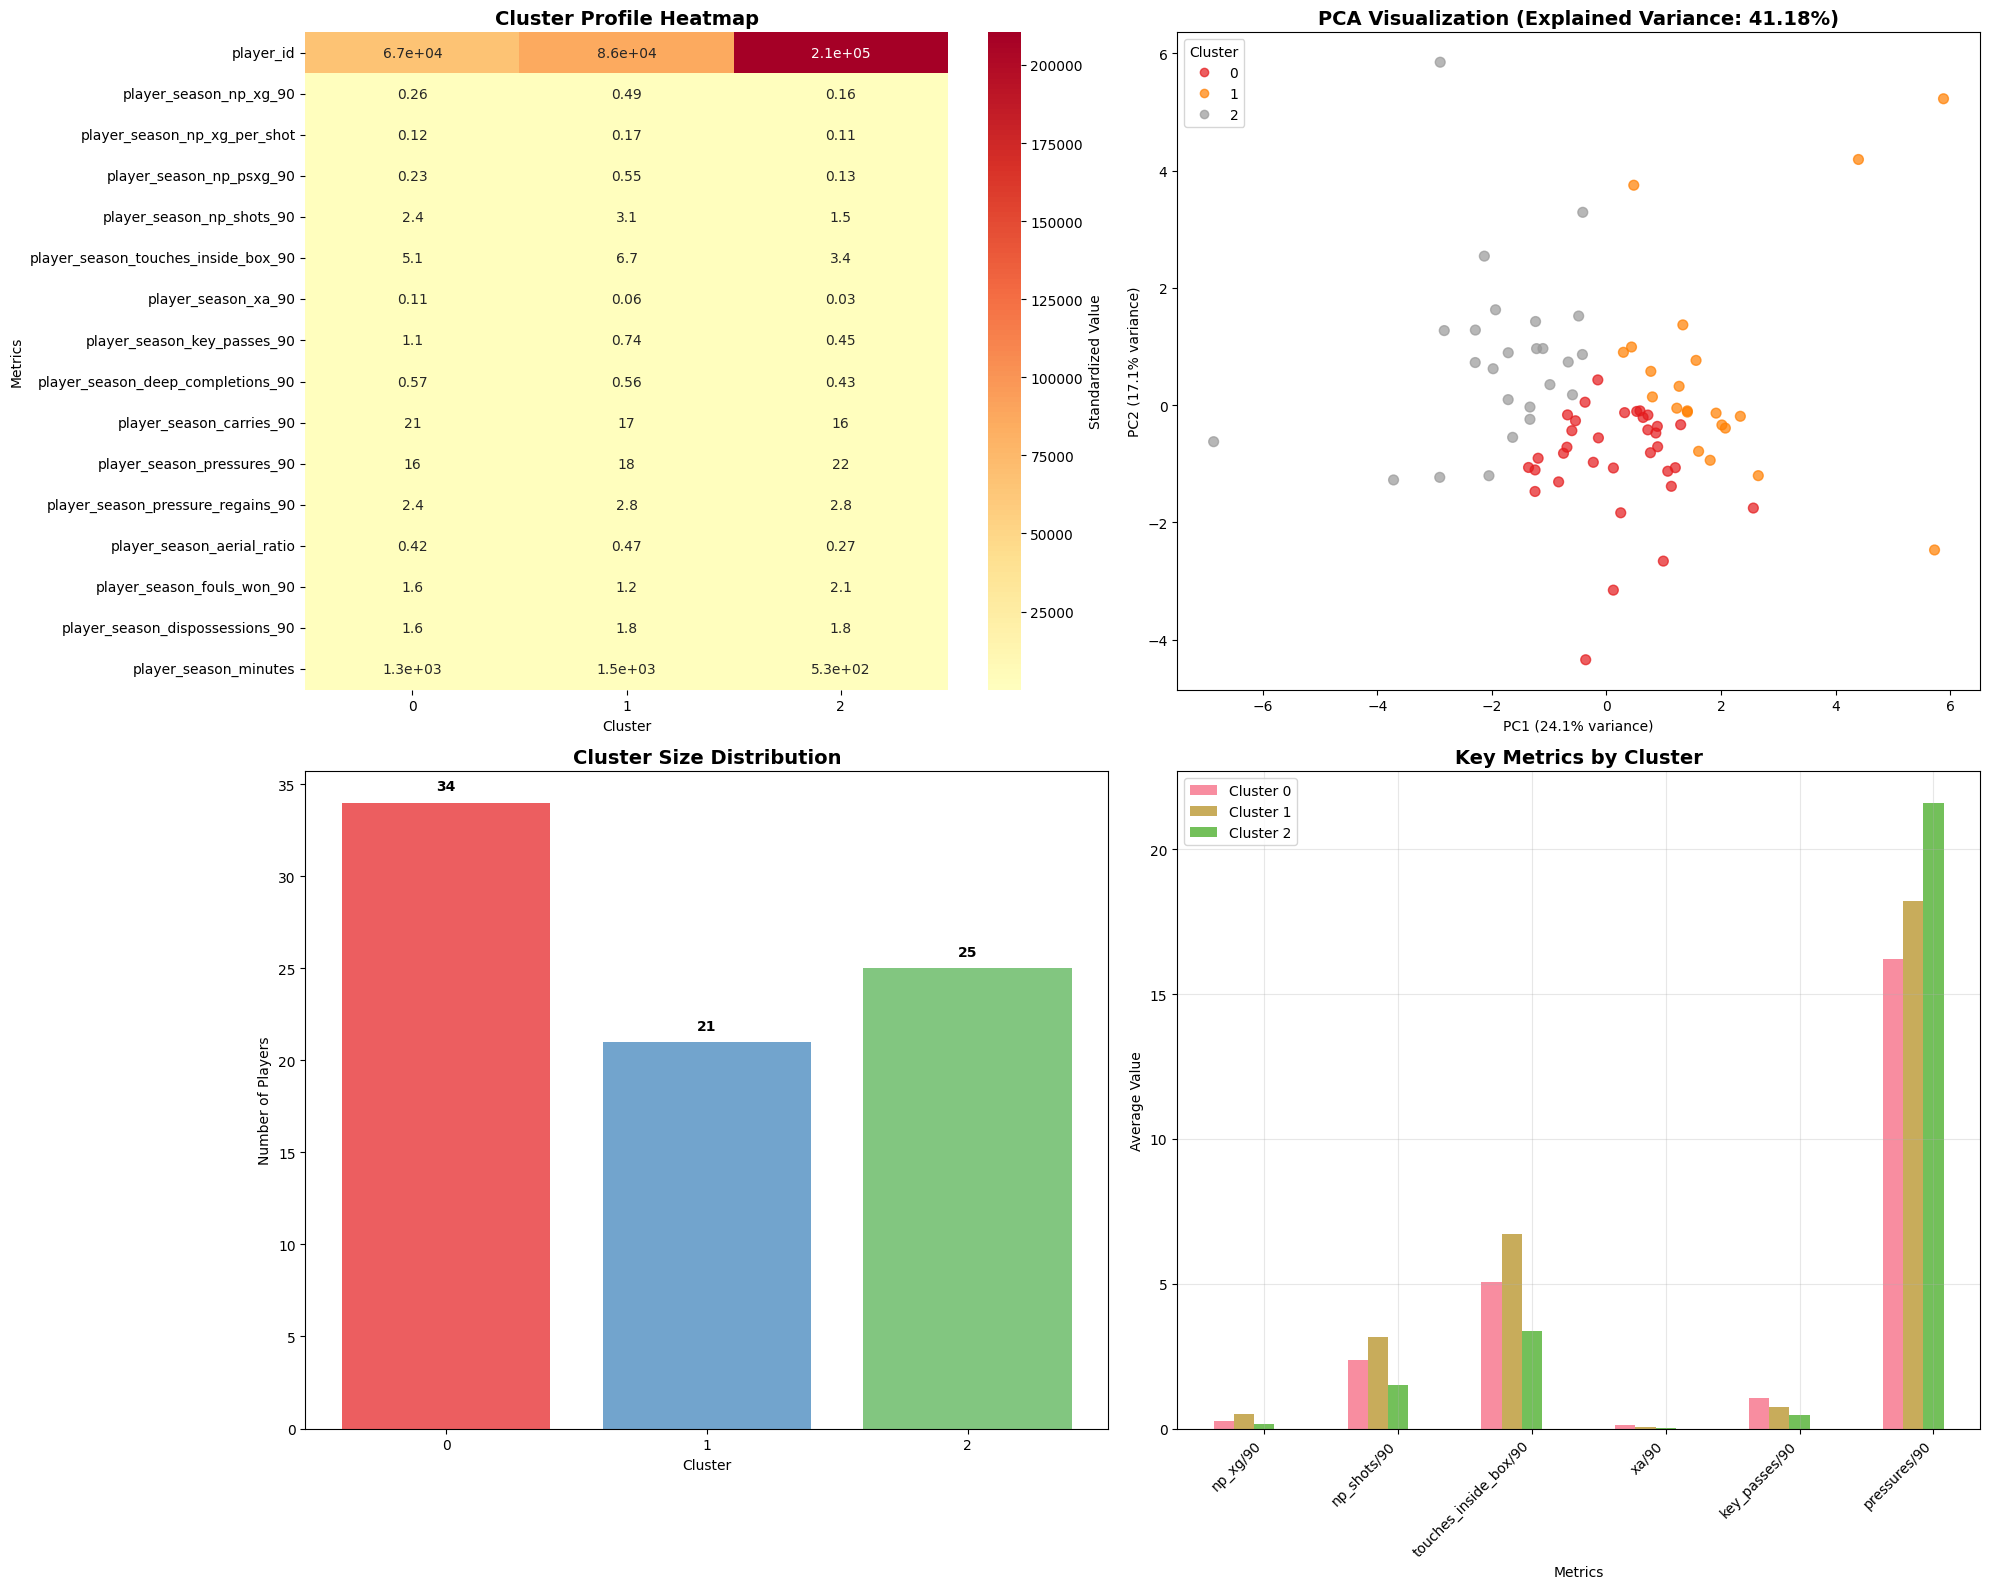 Cluster Profile Heatmap
Metrics
player_id
6.7e+04 8.6e+04 2.1e+05
player_season_np_xg_90
0.26 0.49 0.16
player_season_np_xg_per_shot
0.12 0.17 0.11
player_season_np_psxg_90
0.23 0.55 0.13
player_season_np_shots_90
2.4 3.1 1.5
player_season_touches_inside_box_90
5.1 6.7 3.4
player_season_xa_90
0.11 0.06 0.03
player_season_key_passes_90
1.1 0.74 0.45
player_season_deep_completions_90
0.57 0.56 0.43
player_season_carries_90
21 17 16
player_season_pressures_90
16 18 22
player_season_pressure_regains_90
2.4 2.8 2.8
player_season_aerial_ratio
0.42 0.47 0.27
player_season_fouls_won_90
1.6 1.2 2.1
player_season_dispossessions_90
1.6 1.8 1.8
player_season_minutes
1.3e+03 1.5e+03 5.3e+02
0 1 2
Cluster
200000
175000
150000
125000
100000
75000
50000
25000
Standardized Value
PCA Visualization (Explained Variance: 41.18%)
Cluster
0
1
2
6
4
2
0
−2
−4
PC2 (17.1% variance)
−6 −4 −2 0 2 4 6
PC1 (24.1% variance)
Cluster Size Distribution
35
30
25
20
15
10
5
0
Number of Players
34
21
25
0 1 2
Cluster
Key Metrics by Cluster
Cluster 0
Cluster 1
Cluster 2
20
15
10
5
0
Average Value
np_xg/90
np_shots/90
touches_inside_box/90
xa/90
key_passes/90
pressures/90
Metrics